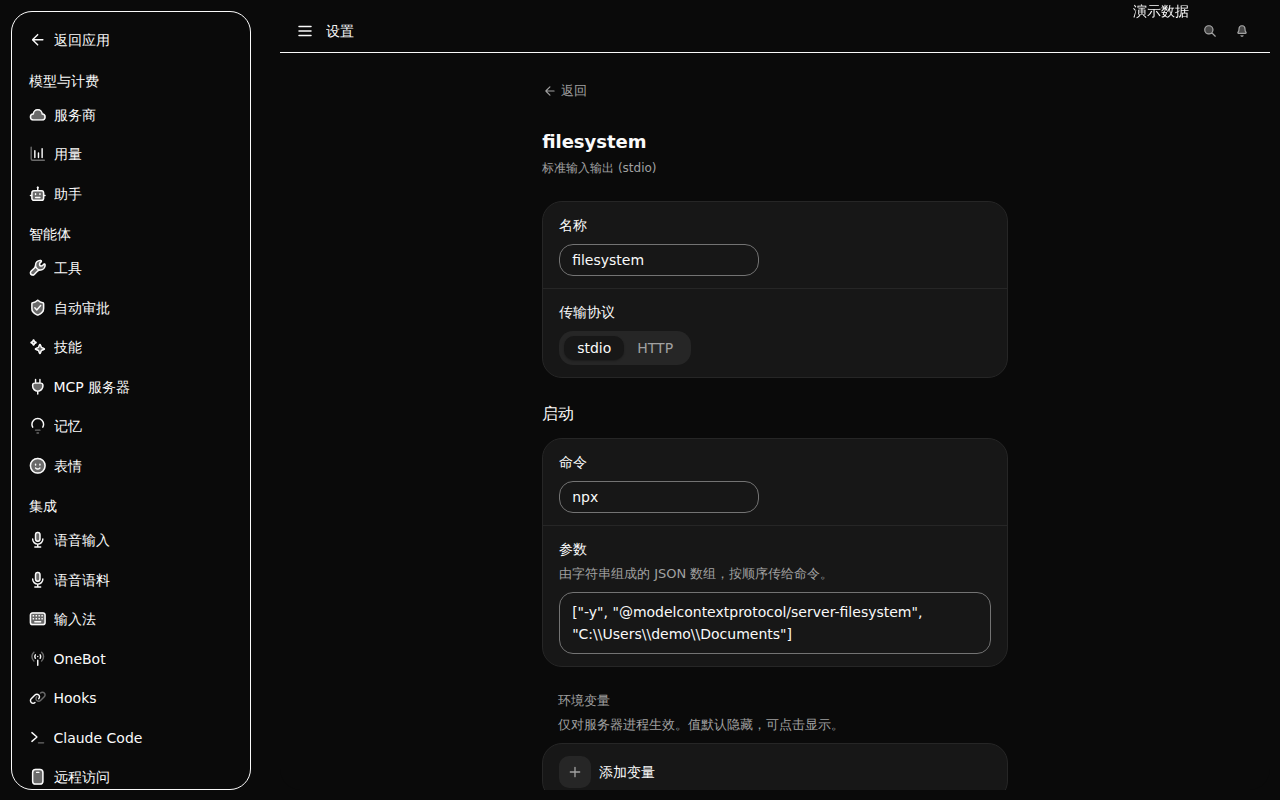 返回应用
模型与计费
服务商
用量
助手
智能体
工具
自动审批
技能
MCP 服务器
记忆
表情
集成
语音输入
语音语料
输入法
OneBot
Hooks
Claude Code
远程访问
设置
演示数据
返回
filesystem
标准输入输出 (stdio)
名称
filesystem
传输协议
stdio HTTP
启动
命令
npx
参数
由字符串组成的 JSON 数组，按顺序传给命令。
["-y", "@modelcontextprotocol/server-filesystem",
"C:\\Users\\demo\\Documents"]
环境变量
仅对服务器进程生效。值默认隐藏，可点击显示。
添加变量